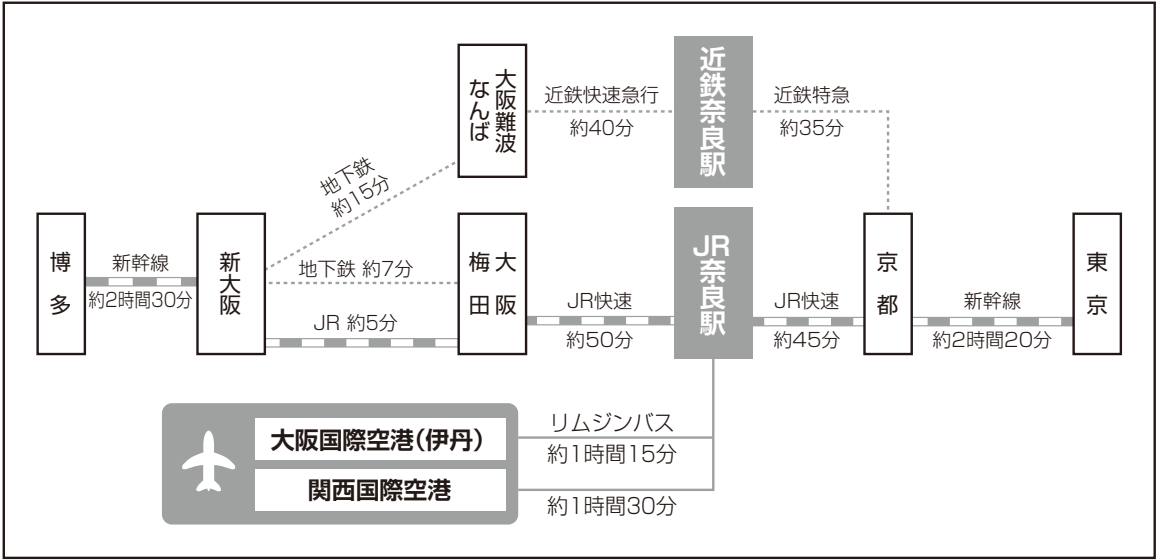 大阪難波
なんば
近鉄快速急行
約40分
近鉄奈良駅
近鉄特急
約35分
地下鉄
約15分
博多
新幹線
約2時間30分
新大阪
地下鉄 約7分
JR 約5分
大阪
梅田
JR快速
約50分
JR奈良駅
JR快速
約45分
京都
新幹線
約2時間20分
東京
大阪国際空港(伊丹)
関西国際空港
リムジンバス
約1時間15分
約1時間30分